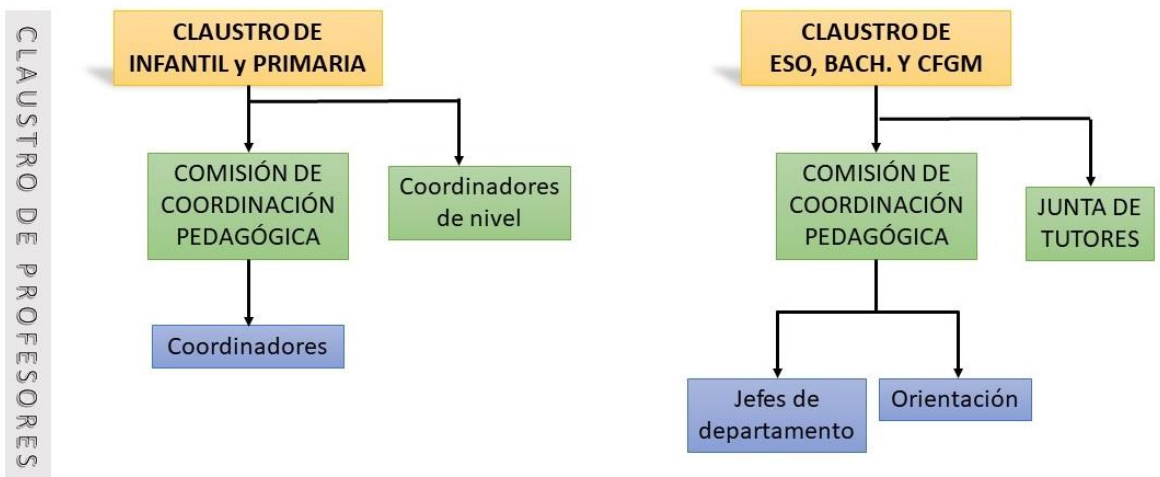 CLAUSTRO DE PROFESORES
CLAUSTRO DE
INFANTIL y PRIMARIA
COMISIÓN DE
COORDINACIÓN
PEDAGÓGICA
Coordinadores
de nivel
Coordinadores
CLAUSTRO DE
ESO, BACH. Y CFGM
COMISIÓN DE
COORDINACIÓN
PEDAGÓGICA
JUNTA DE
TUTORES
Jefes de
departamento
Orientación